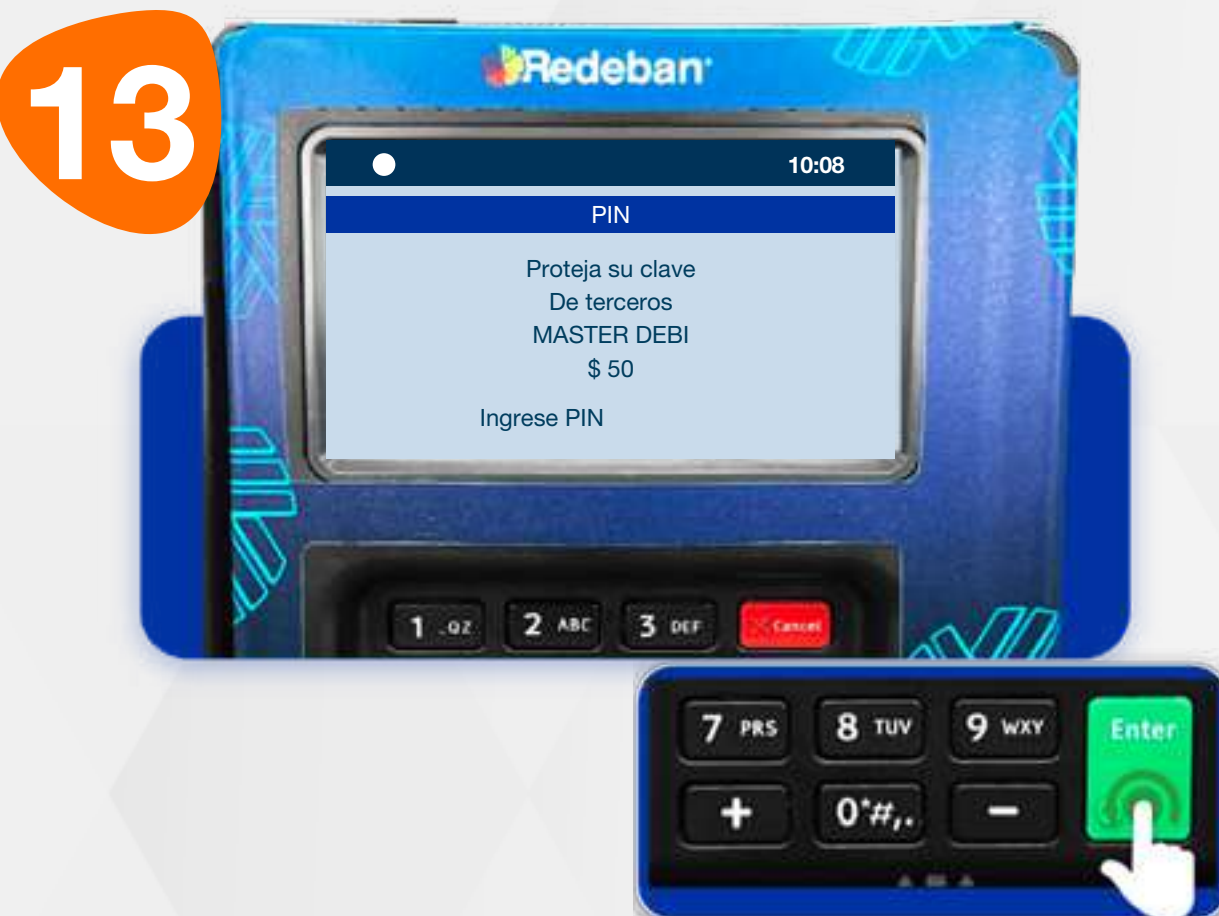 13
Redeban
10:08
PIN
Proteja su clave
De terceros
MASTER DEBI
$ 50
Ingrese PIN
1 .QZ 2 ABC 3 DEF Cancel
7 PRS 8 TUV 9 WXY Enter
+ 0*#,. -